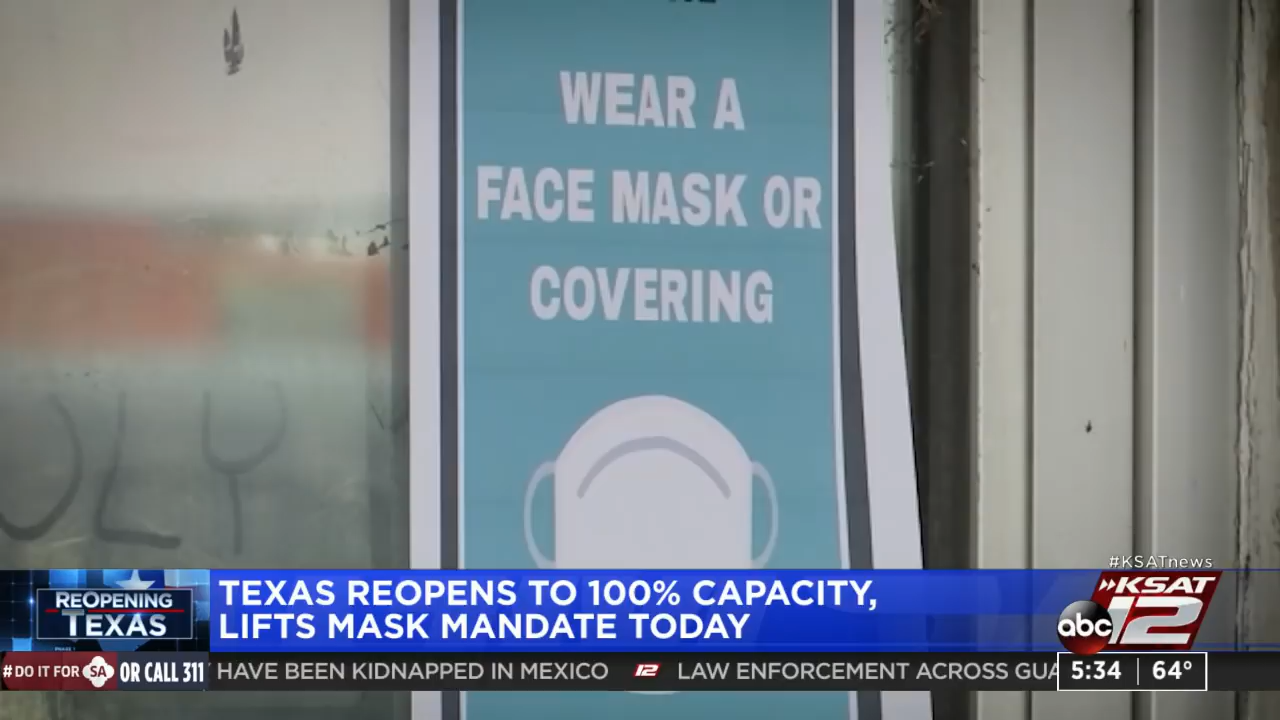 WEAR A
FACE MASK OR
COVERING
OLY
#KSATnews
REOPENING
TEXAS
TEXAS REOPENS TO 100% CAPACITY,
LIFTS MASK MANDATE TODAY
KSAT
abc 12
#DO IT FOR SA OR CALL 311
HAVE BEEN KIDNAPPED IN MEXICO 12 LAW ENFORCEMENT ACROSS GUA
5:34 64°